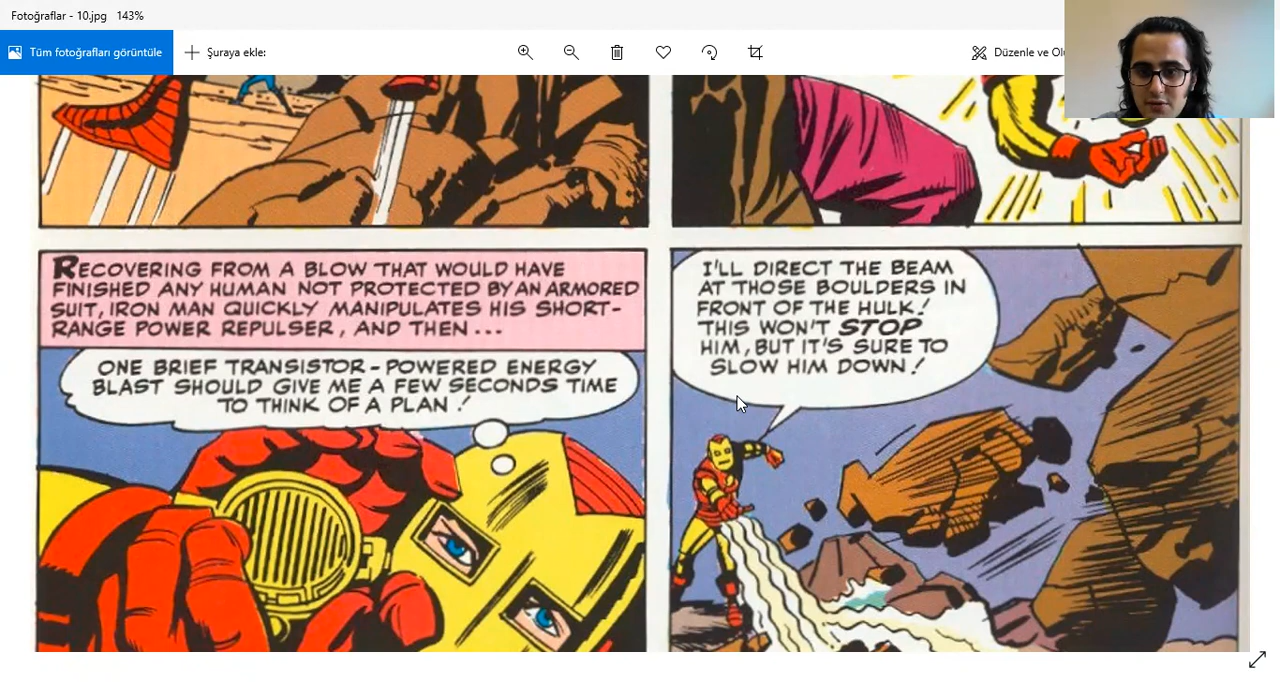 Fotoğraflar - 10.jpg 143%
Tüm fotoğrafları görüntüle
Şuraya ekle:
Düzenle ve Olu
RECOVERING FROM A BLOW THAT WOULD HAVE
FINISHED ANY HUMAN NOT PROTECTED BY AN ARMORED
SUIT, IRON MAN QUICKLY MANIPULATES HIS SHORT-
RANGE POWER REPULSER, AND THEN...
ONE BRIEF TRANSISTOR-POWERED ENERGY
BLAST SHOULD GIVE ME A FEW SECONDS TIME
TO THINK OF A PLAN!
I'LL DIRECT THE BEAM
AT THOSE BOULDERS IN
FRONT OF THE HULK!
THIS WON'T STOP
HIM, BUT IT'S SURE TO
SLOW HIM DOWN!